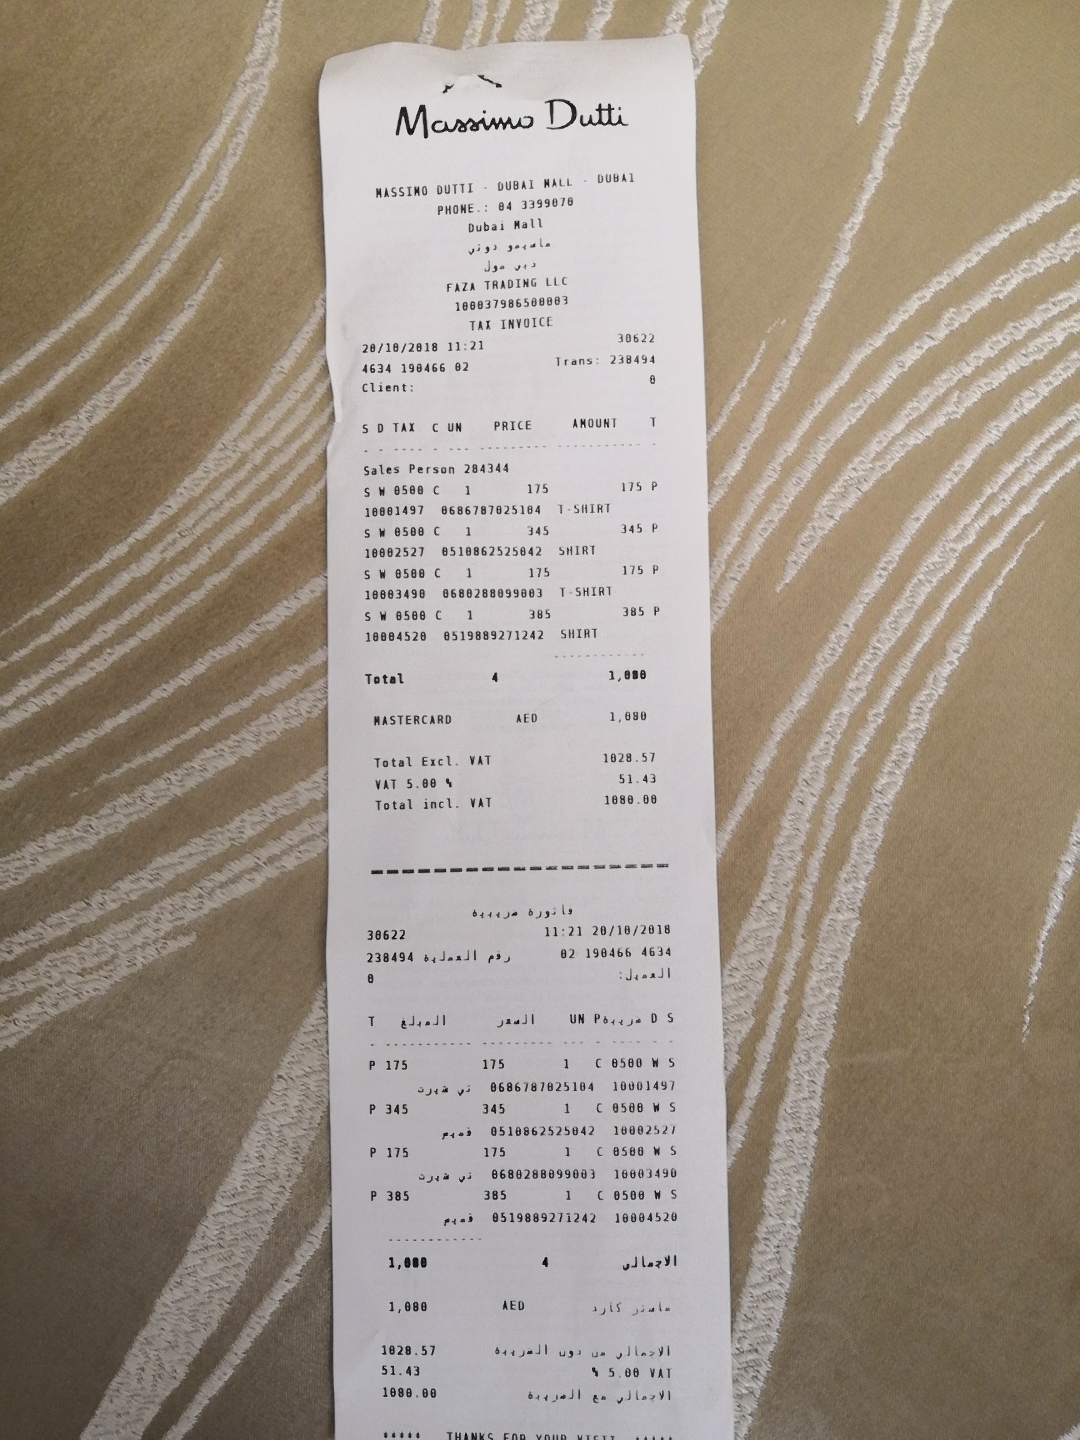 Massimo Dutti
MASSIMO DUTTI - DUBAI MALL - DUBAI
PHONE.: 04 3399070
Dubai Mall
ماسيمو دوتي
دبي مول
FAZA TRADING LLC
100037986500003
TAX INVOICE
20/10/2018 11:21 30622
4634 190466 02 Trans: 238494
Client: 0
S D TAX C UN PRICE AMOUNT T
Sales Person 284344
S W 0500 C 1 175 175 P
10001497 0686787025104 T-SHIRT
S W 0500 C 1 345 345 P
10002527 0510862525042 SHIRT
S W 0500 C 1 175 175 P
10003490 0680288099003 T-SHIRT
S W 0500 C 1 385 385 P
10004520 0519889271242 SHIRT
Total 4 1,080
MASTERCARD AED 1,080
Total Excl. VAT 1028.57
VAT 5.00 % 51.43
Total incl. VAT 1080.00
فاتورة ضريبية
30622 11:21 20/10/2018
238494 رقم العملية 02 190466 4634
0 العميل:
T المبلغ السعر UN P ضريبة D S
P 175 175 1 C 0500 W S
تي شيرت 0686787025104 10001497
P 345 345 1 C 0500 W S
قميم 0510862525042 10002527
P 175 175 1 C 0500 W S
تي شيرت 0680288099003 10003490
P 385 385 1 C 0500 W S
قميم 0519889271242 10004520
1,080 4 الاجمالي
1,080 AED ماستر كارد
1028.57 الاجمالي من دون الضريبة
51.43 % 5.00 VAT
1080.00 الاجمالي مع الضريبة
***** THANKS FOR YOUR VISIT *****